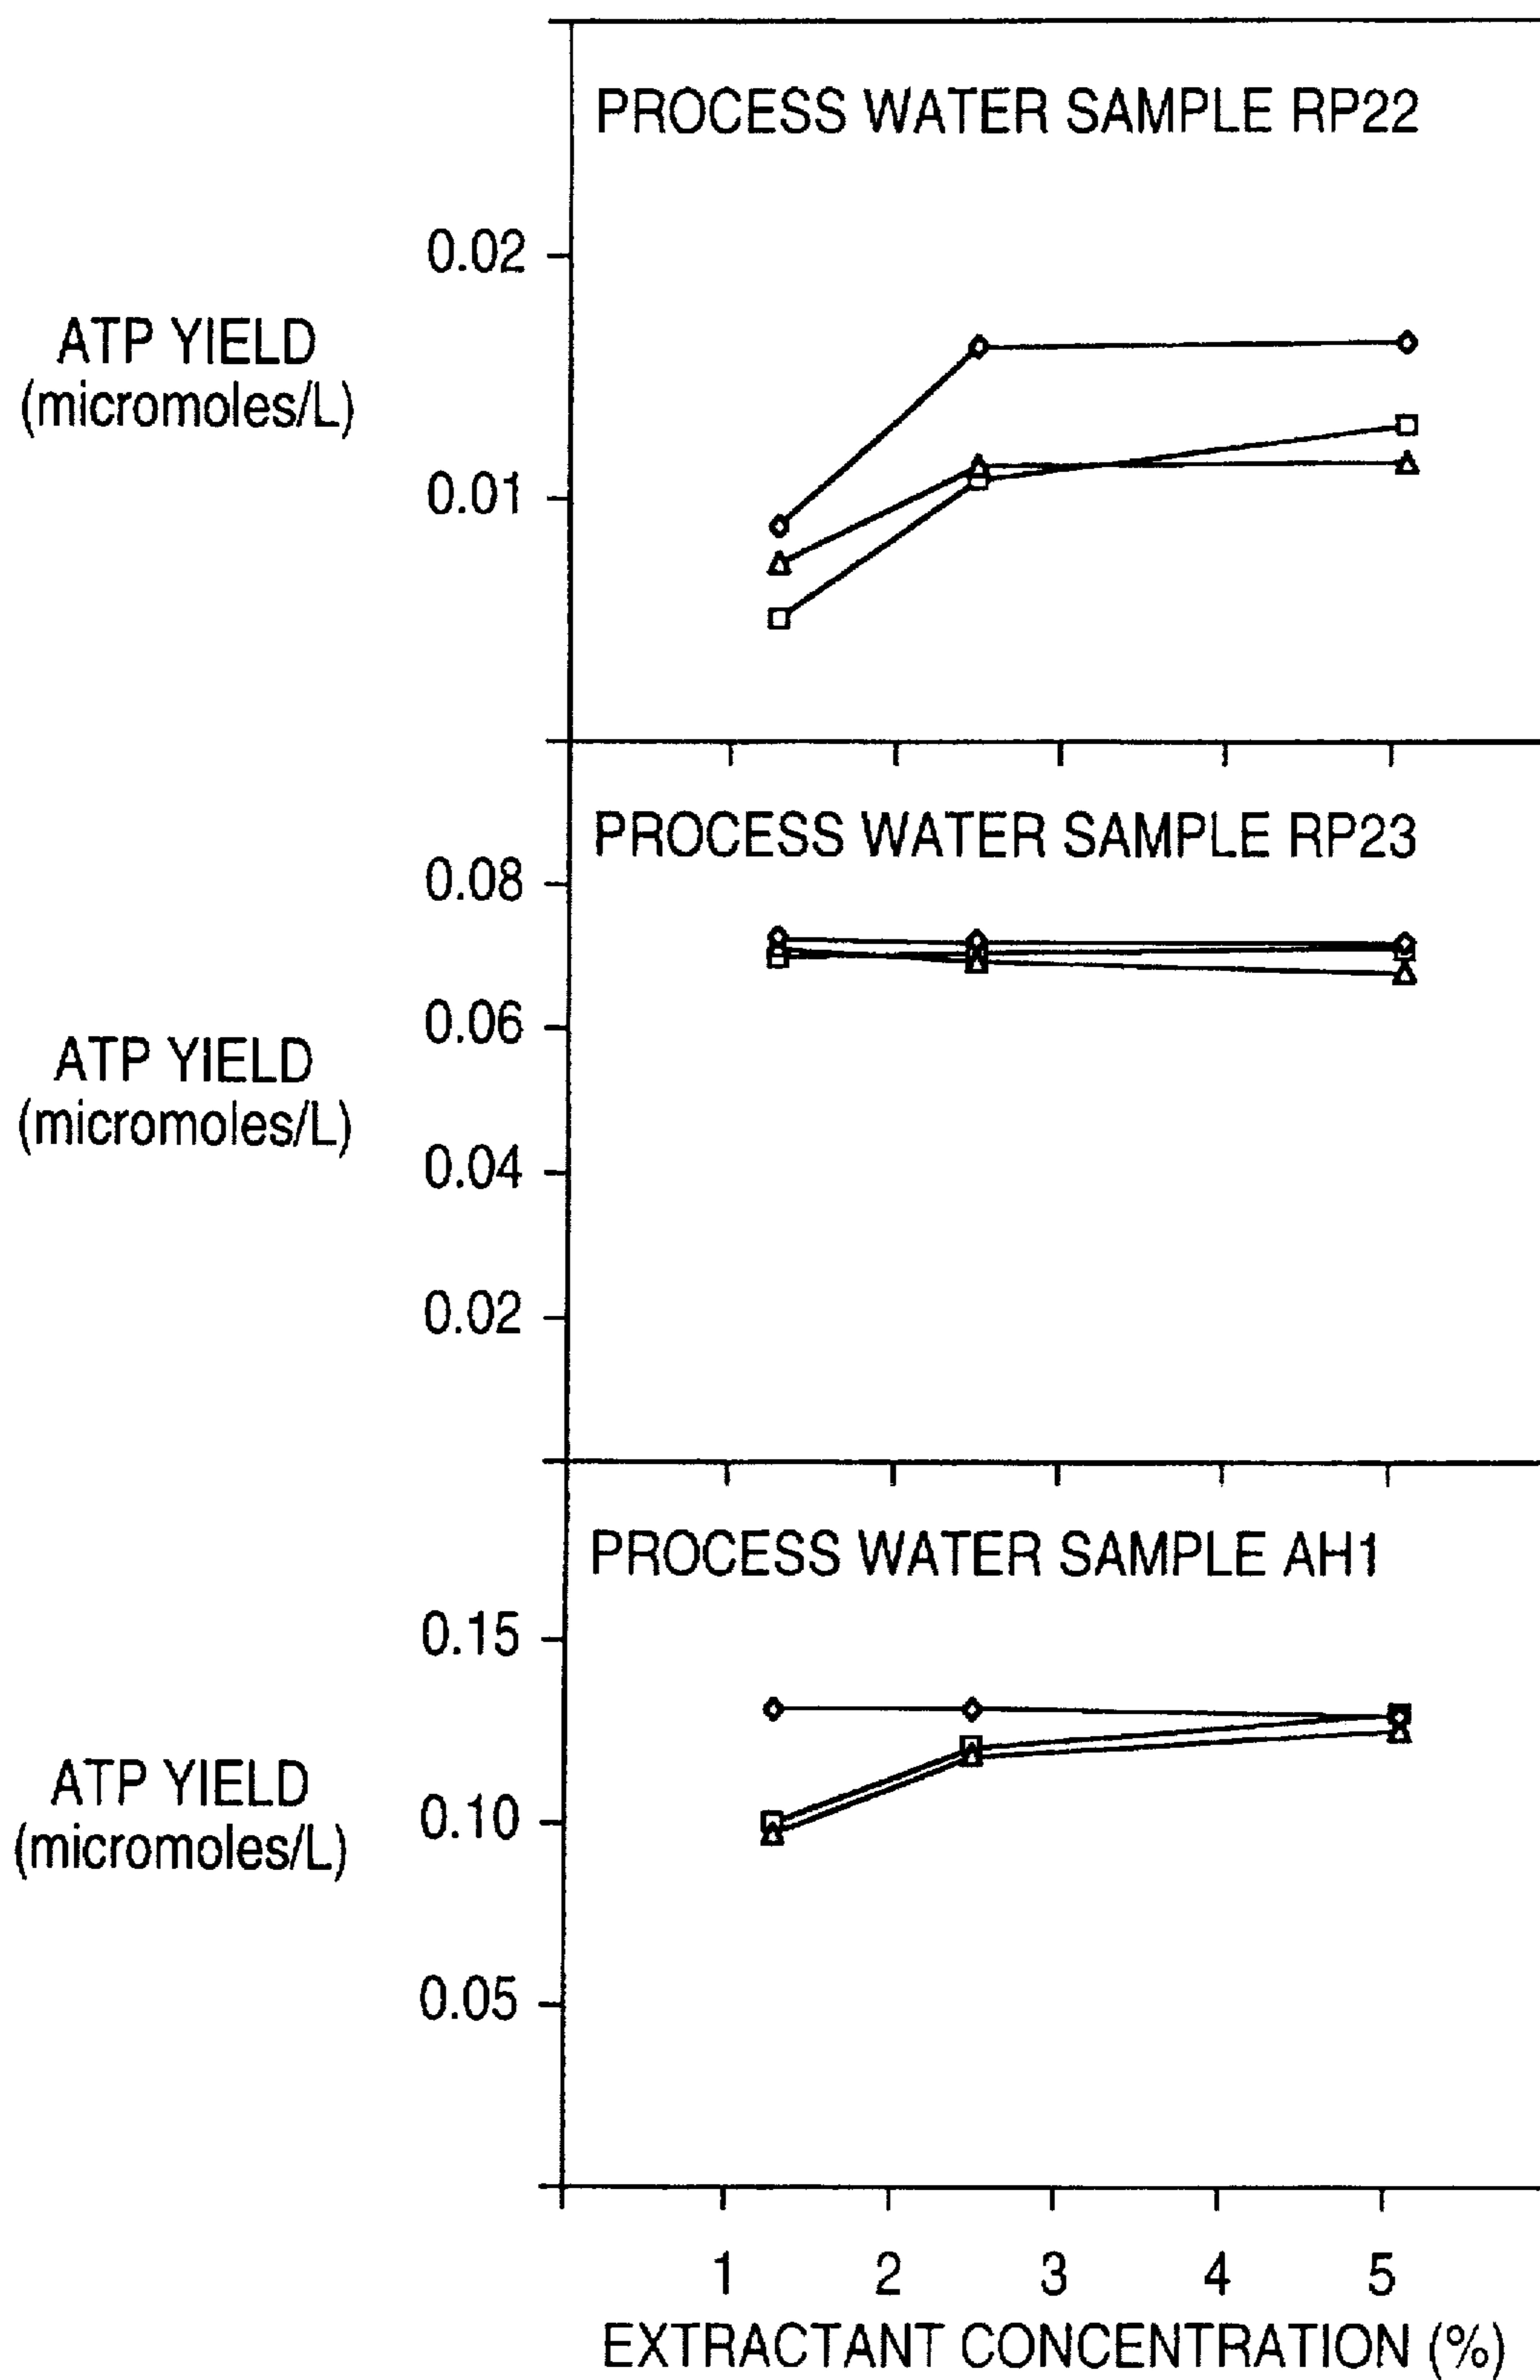 PROCESS WATER SAMPLE RP22
0.02
ATP YIELD
(micromoles/L)
0.01
PROCESS WATER SAMPLE RP23
0.08
0.06
ATP YIELD
(micromoles/L)
0.04
0.02
PROCESS WATER SAMPLE AH1
0.15
ATP YIELD
(micromoles/L)
0.10
0.05
1 2 3 4 5
EXTRACTANT CONCENTRATION (%)